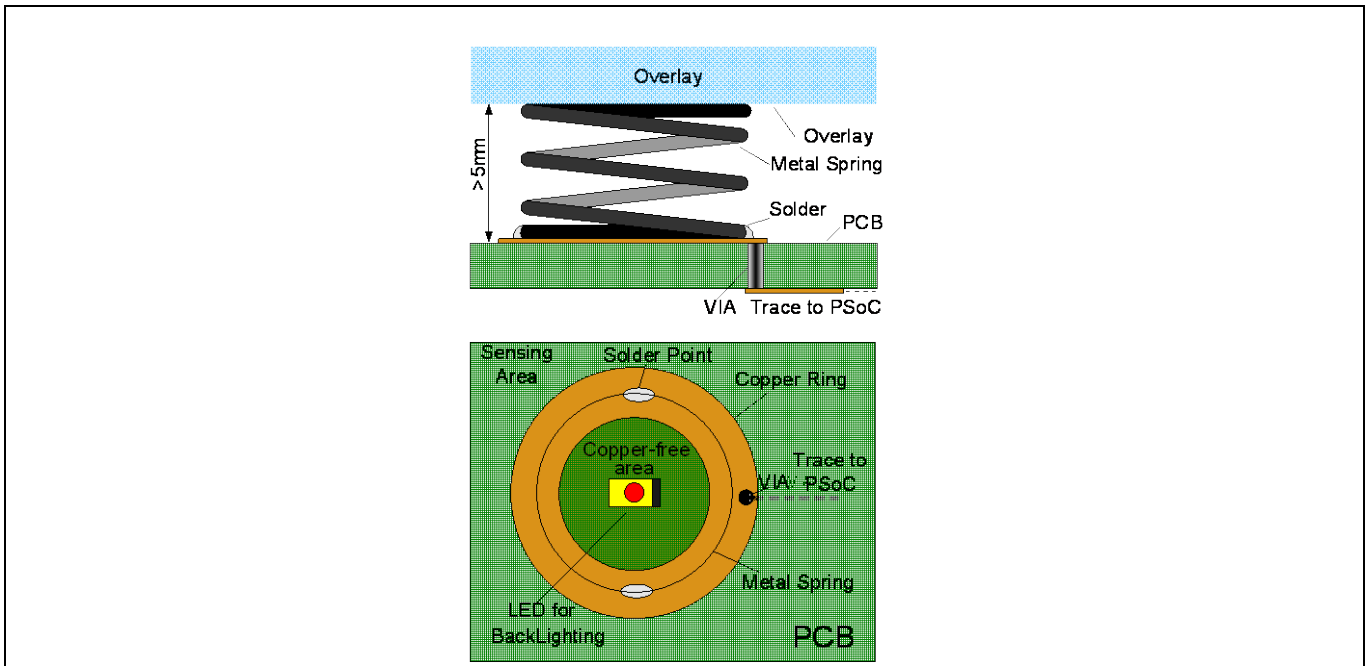 Overlay
Overlay
>5mm
Metal Spring
Solder
PCB
VIA Trace to PSoC
Sensing
Area
Solder Point
Copper Ring
Copper-free
area
Trace to
VIA PSoC
Metal Spring
LED for
BackLighting
PCB